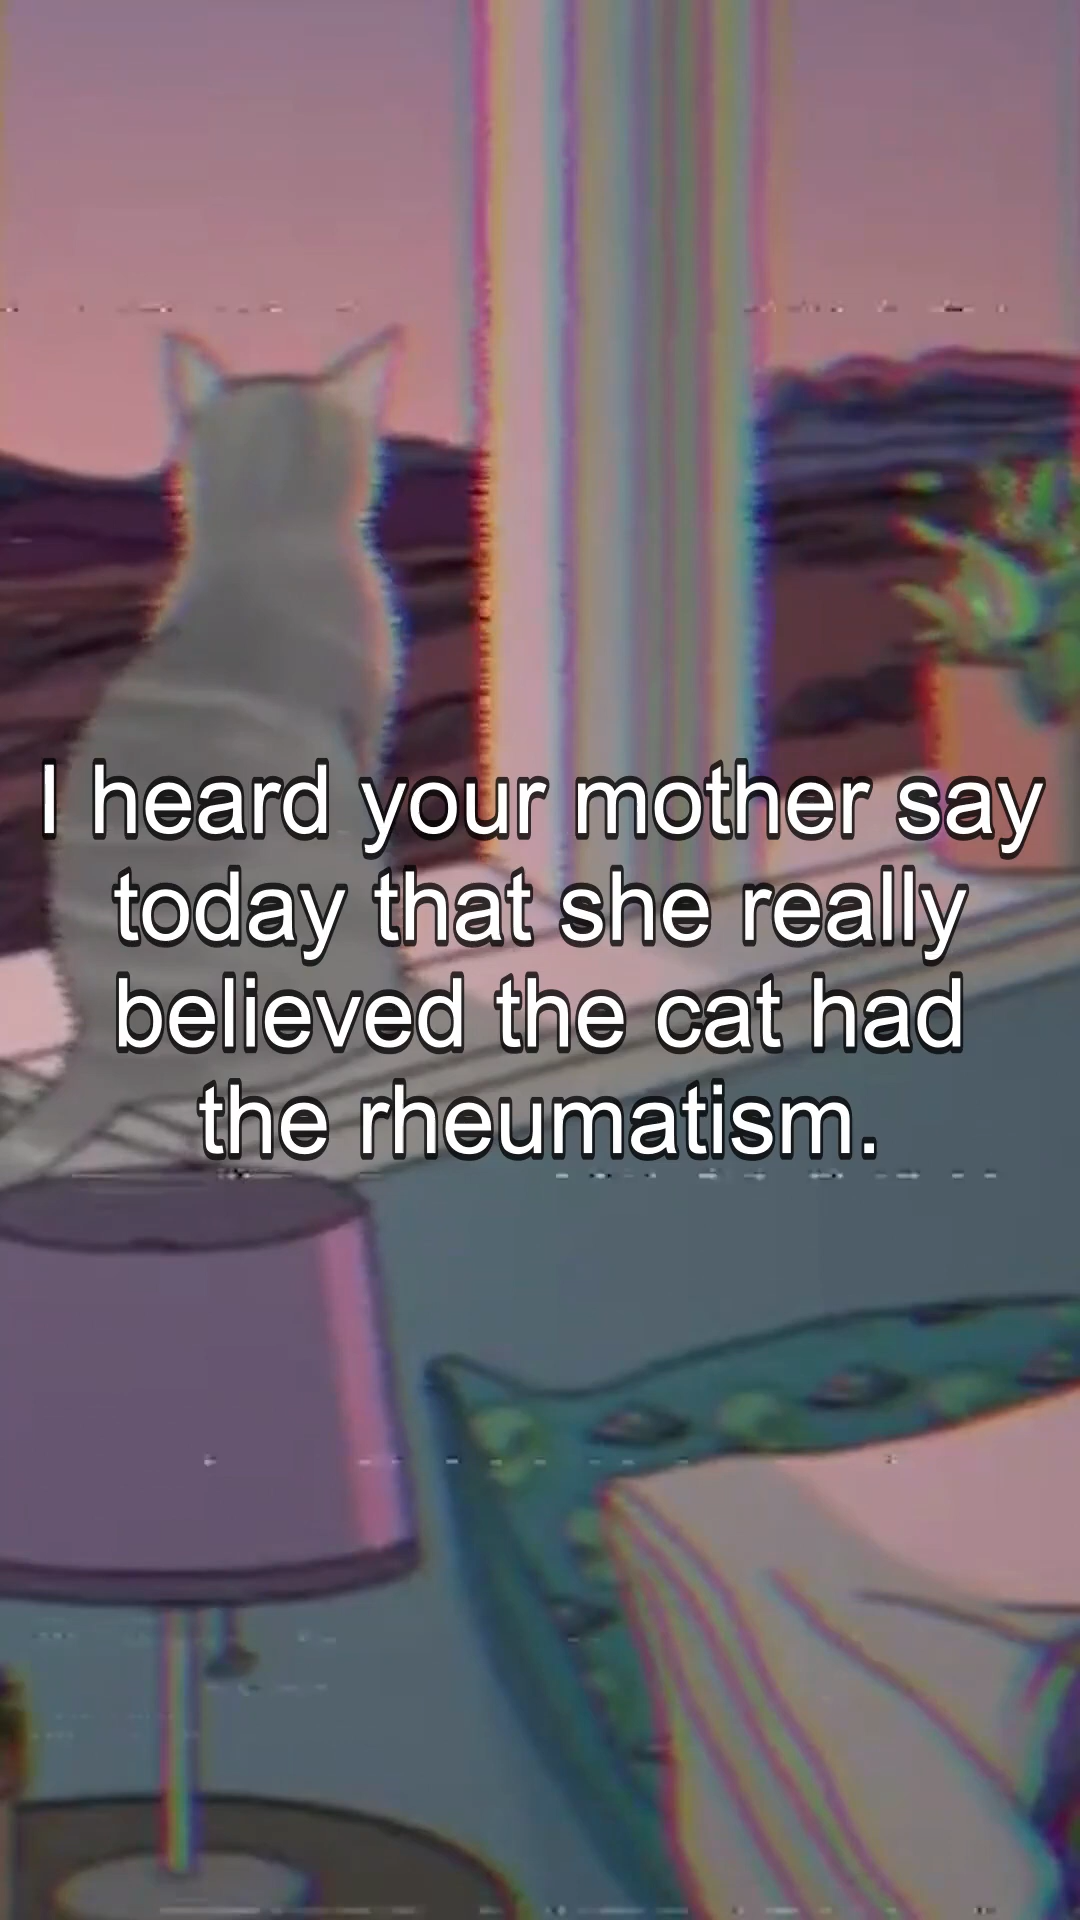 I heard your mother say
today that she really
believed the cat had
the rheumatism.